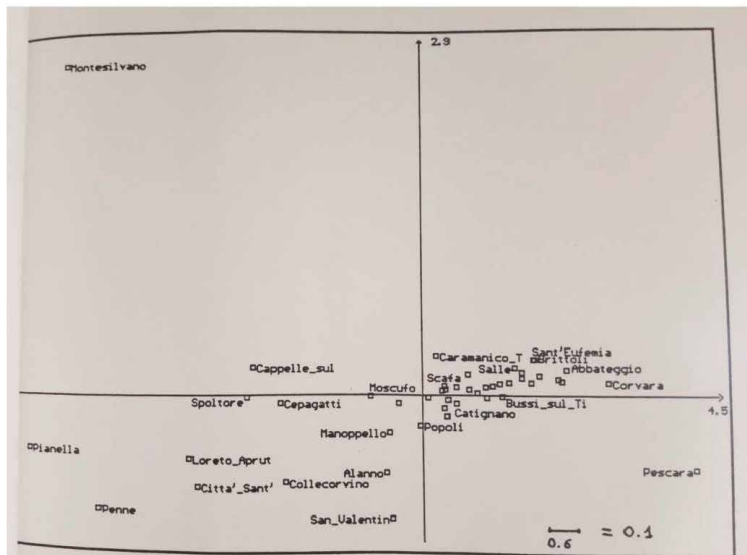 2.9
Montesilvano
Sant'Eufemia
Caramanico_T
Brittoli
Cappelle_sul
Salle
Abbateggio
Scafa
Moscufo
Corvara
Spoltore
Cepagatti
Bussi_sul_Ti
4.5
Catignano
Popoli
Manoppello
Pianella
Loreto_Aprut
Alanno
Pescara
Citta'_Sant'
Collecorvino
Penne
San_Valentin
0.6 = 0.1